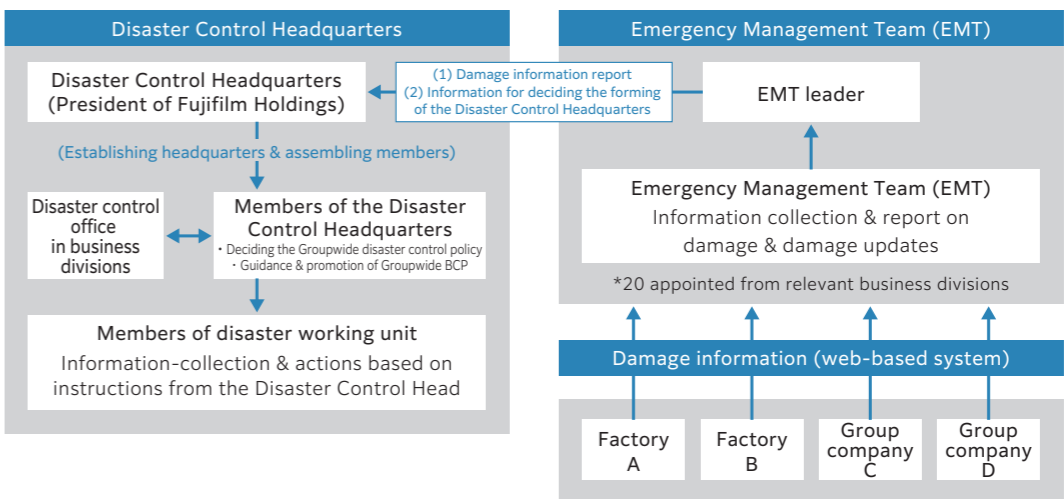 Disaster Control Headquarters
Disaster Control Headquarters
(President of Fujifilm Holdings)
(Establishing headquarters & assembling members)
Disaster control
office
in business
divisions
Members of the Disaster
Control Headquarters
・Deciding the Groupwide disaster control policy
・Guidance & promotion of Groupwide BCP
Members of disaster working unit
Information-collection & actions based on
instructions from the Disaster Control Head
(1) Damage information report
(2) Information for deciding the forming
of the Disaster Control Headquarters
Emergency Management Team (EMT)
EMT leader
Emergency Management Team (EMT)
Information collection & report on
damage & damage updates
*20 appointed from relevant business divisions
Damage information (web-based system)
Factory
A
Factory
B
Group
company
C
Group
company
D